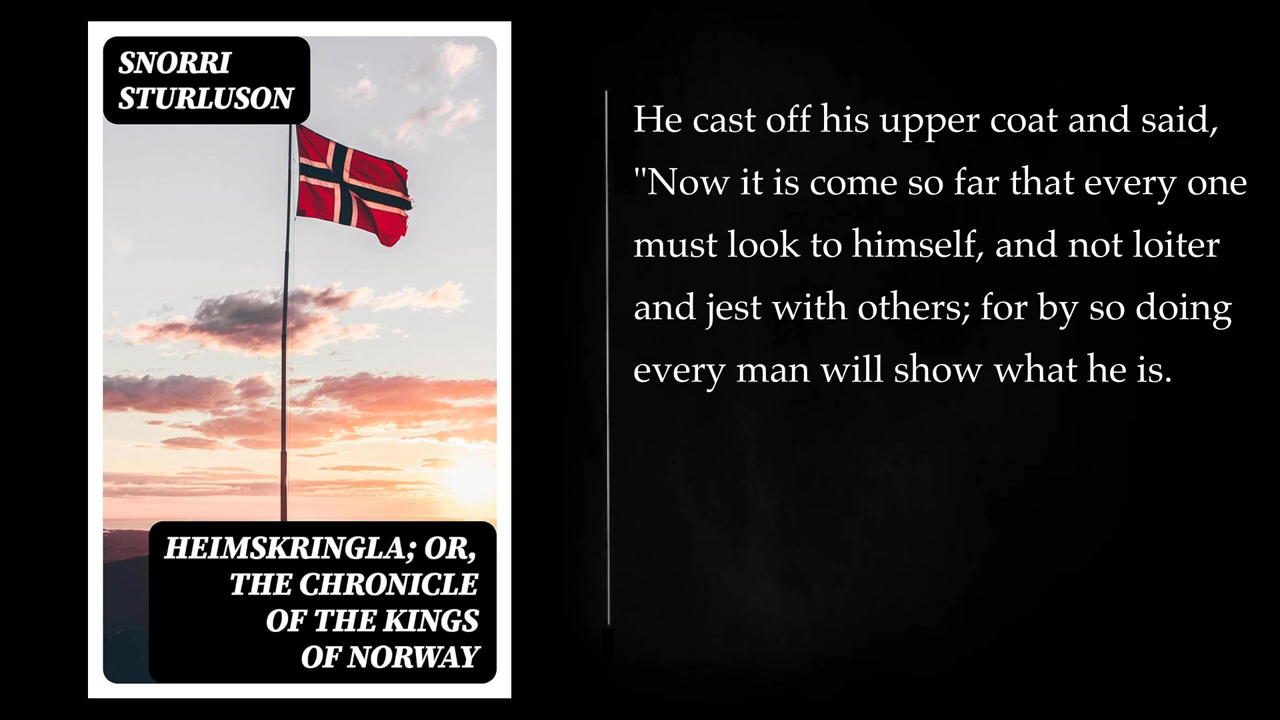 SNORRI
STURLUSON
HEIMSKRINGLA; OR,
THE CHRONICLE
OF THE KINGS
OF NORWAY
He cast off his upper coat and said,
"Now it is come so far that every one
must look to himself, and not loiter
and jest with others; for by so doing
every man will show what he is.